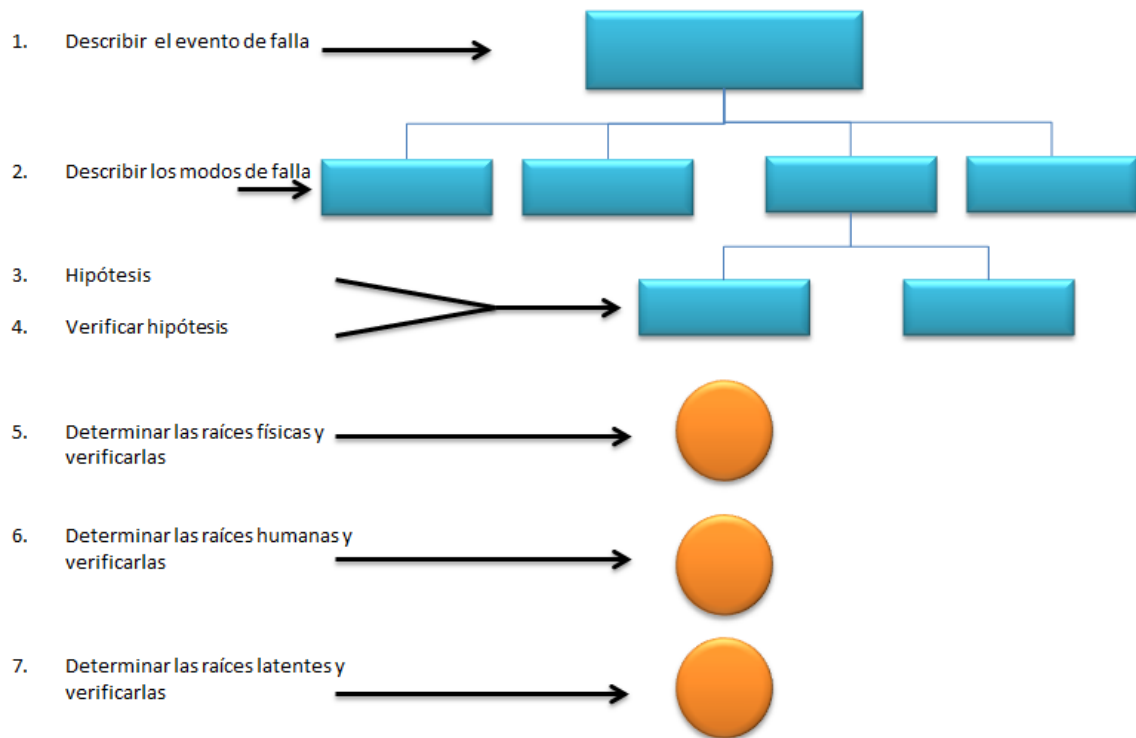 1. Describir el evento de falla
2. Describir los modos de falla
3. Hipótesis
4. Verificar hipótesis
5. Determinar las raíces físicas y
verificarlas
6. Determinar las raíces humanas y
verificarlas
7. Determinar las raíces latentes y
verificarlas